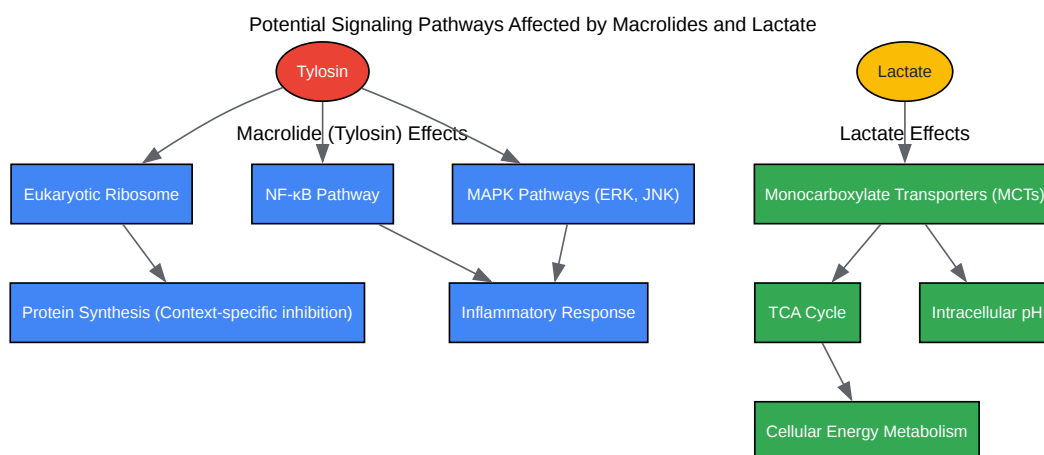 Potential Signaling Pathways Affected by Macrolides and Lactate
Tylosin
Lactate
Macrolide (Tylosin) Effects
Lactate Effects
Eukaryotic Ribosome
NF-κB Pathway
MAPK Pathways (ERK, JNK)
Monocarboxylate Transporters (MCTs)
Protein Synthesis (Context-specific inhibition)
Inflammatory Response
TCA Cycle
Intracellular pH
Cellular Energy Metabolism